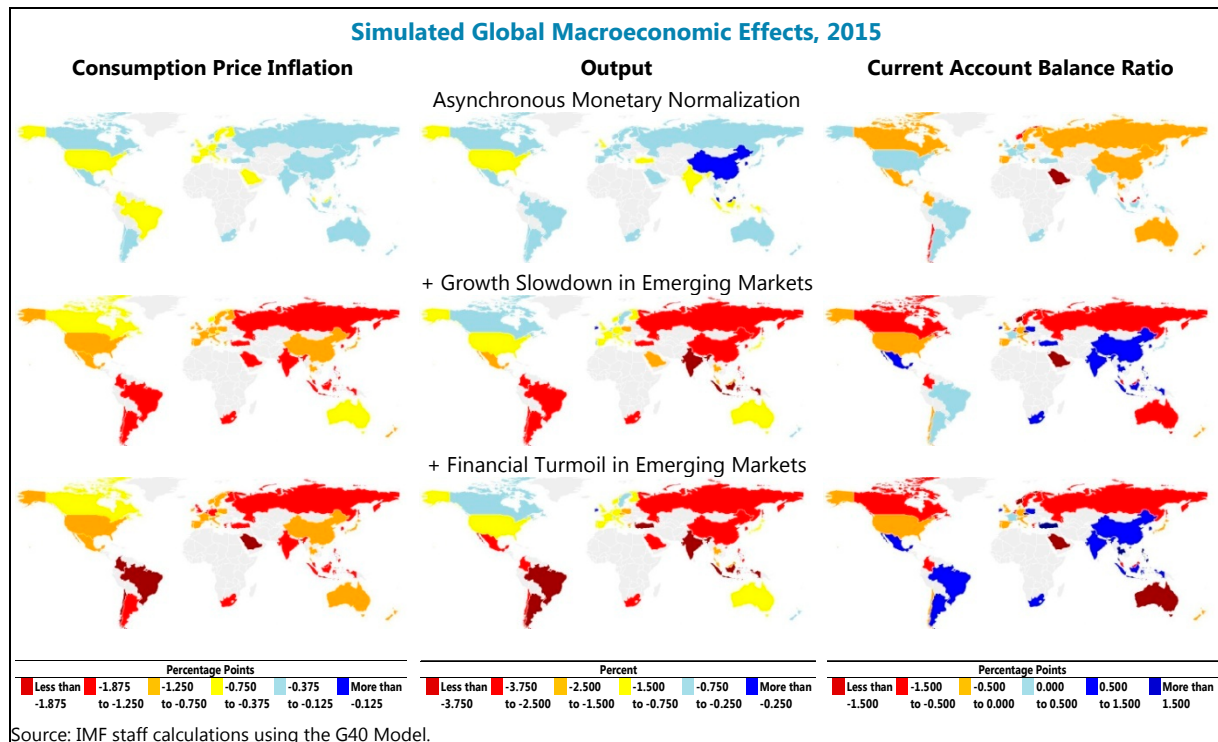 Simulated Global Macroeconomic Effects, 2015
Consumption Price Inflation Output Current Account Balance Ratio
Asynchronous Monetary Normalization
+ Growth Slowdown in Emerging Markets
+ Financial Turmoil in Emerging Markets
Percentage Points Percent
Less than -1.875 -1.250 -0.750 -0.375 More than Less than -3.750 -2.500 -1.500 -0.750 More than Less than -1.500 -0.500 0.000 0.500 More than
-1.875 to -1.250 to -0.750 to -0.375 to -0.125 -0.125 -3.750 to -2.500 to -1.500 to -0.750 to -0.250 -0.250 -1.500 to -0.500 to 0.000 to 0.500 to 1.500 1.500
Source: IMF staff calculations using the G40 Model.